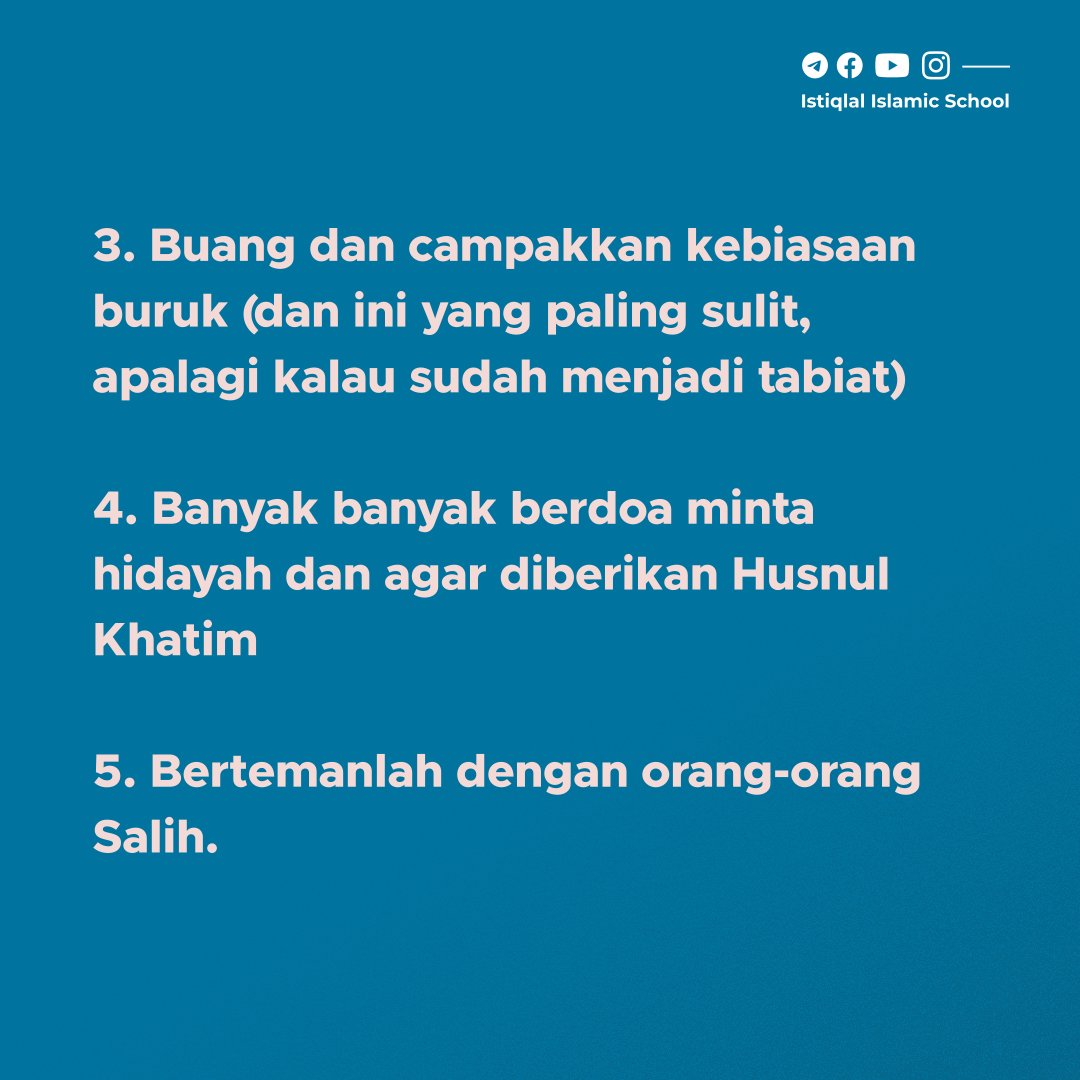 Istiqlal Islamic School
3. Buang dan campakkan kebiasaan
buruk (dan ini yang paling sulit,
apalagi kalau sudah menjadi tabiat)
4. Banyak banyak berdoa minta
hidayah dan agar diberikan Husnul
Khatim
5. Bertemanlah dengan orang-orang
Salih.